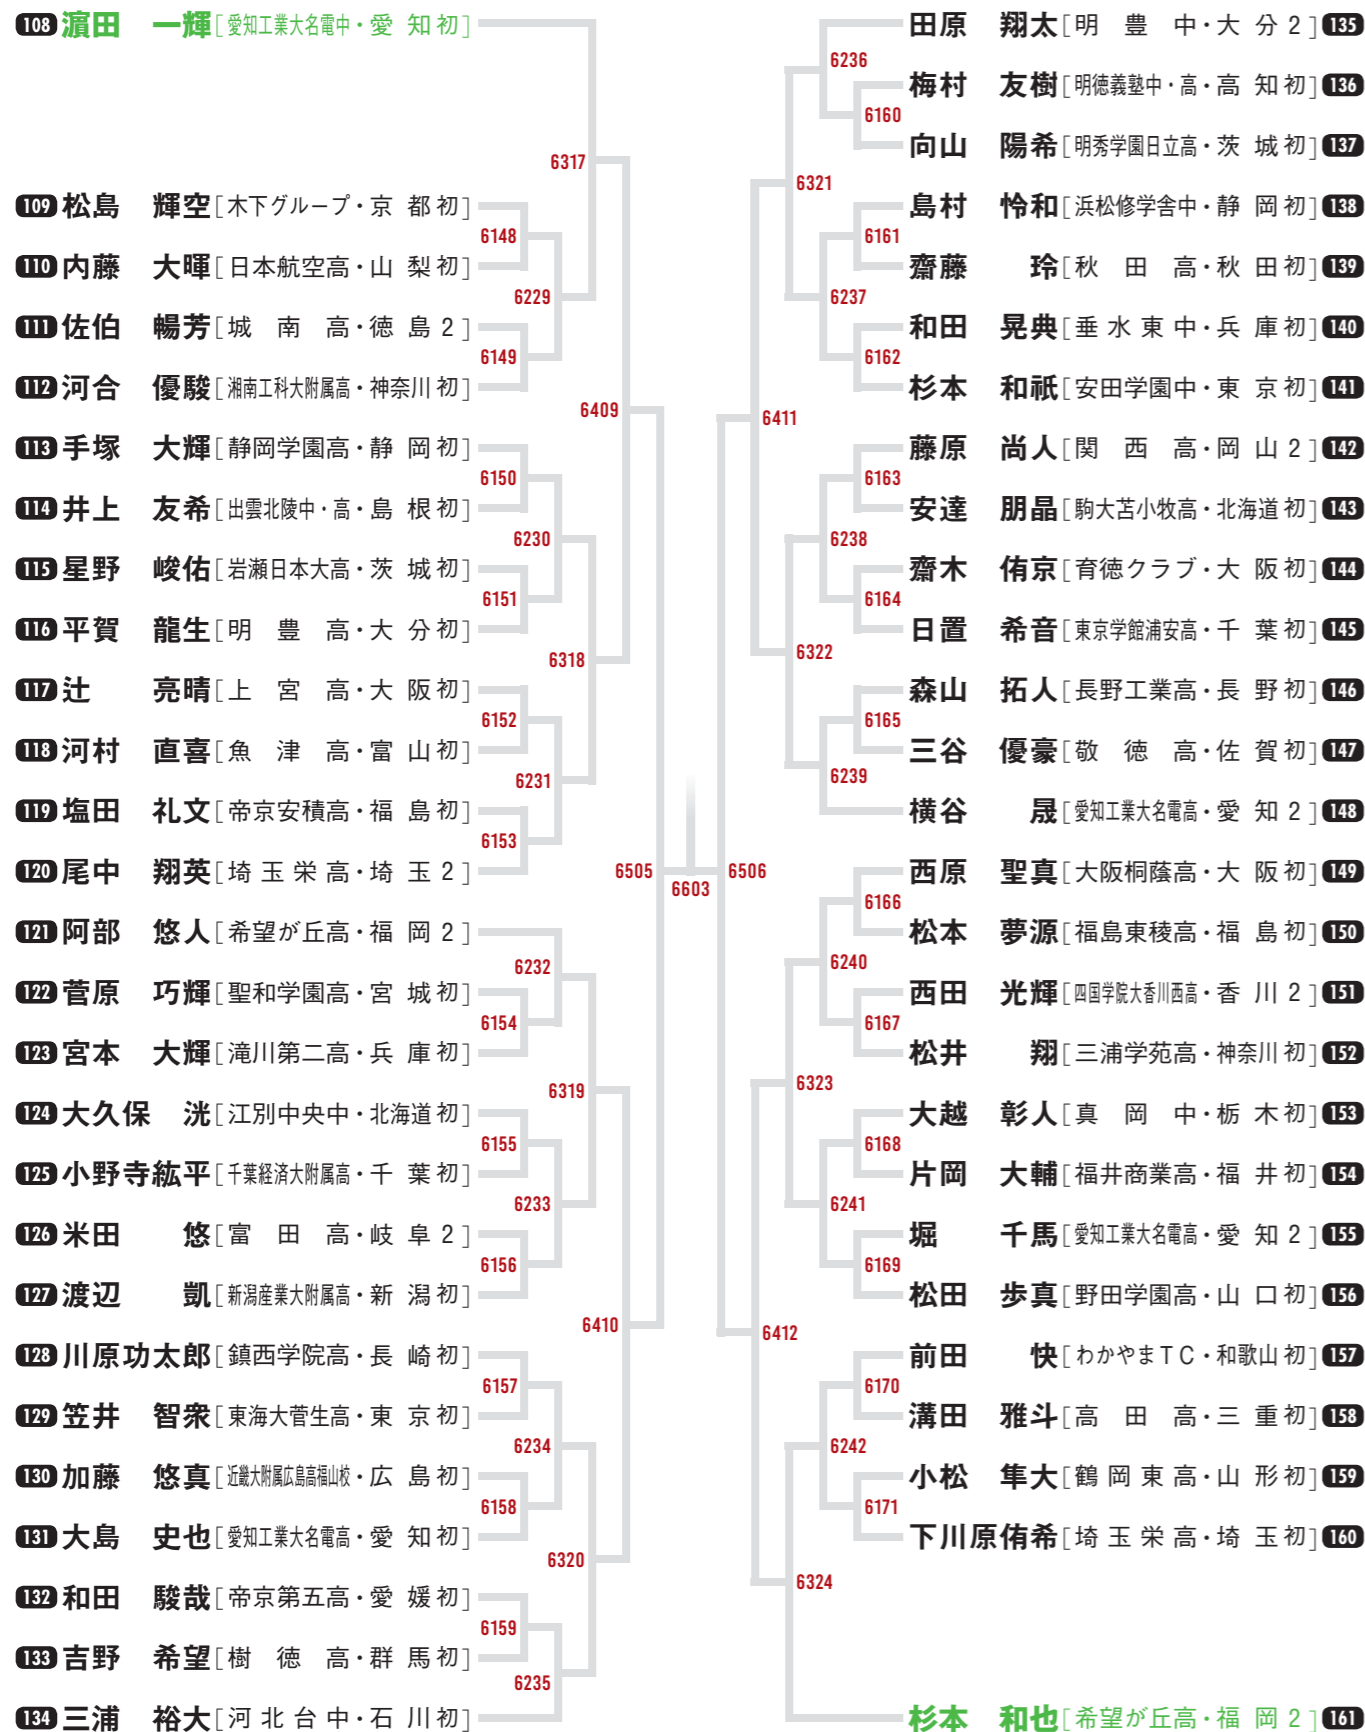 108 濵田 一輝 [愛知工業大名電中・愛 知 初]
6317
109 松島 輝空 [木下グループ・京 都 初]
6148
110 内藤 大暉 [日本航空高・山 梨 初]
6229
111 佐伯 暢芳 [城 南 高・徳 島 2]
6149
112 河合 優駿 [湘南工科大附属高・神奈川 初]
6409
113 手塚 大輝 [静岡学園高・静 岡 初]
6150
114 井上 友希 [出雲北陵中・高・島 根 初]
6230
115 星野 峻佑 [岩瀬日本大高・茨 城 初]
6151
116 平賀 龍生 [明 豊 高・大 分 初]
6318
117 辻 亮晴 [上 宮 高・大 阪 初]
6152
118 河村 直喜 [魚 津 高・富 山 初]
6231
119 塩田 礼文 [帝京安積高・福 島 初]
6153
120 尾中 翔英 [埼 玉 栄 高・埼 玉 2]
6505
6603
121 阿部 悠人 [希望が丘高・福 岡 2]
6232
122 菅原 巧輝 [聖和学園高・宮 城 初]
6154
123 宮本 大輝 [滝川第二高・兵 庫 初]
6319
124 大久保 洸 [江別中央中・北海道 初]
6155
125 小野寺紘平 [千葉経済大附属高・千 葉 初]
6233
126 米田 悠 [富 田 高・岐 阜 2]
6156
127 渡辺 凱 [新潟産業大附属高・新 潟 初]
6410
128 川原功太郎 [鎮西学院高・長 崎 初]
6157
129 笠井 智衆 [東海大菅生高・東 京 初]
6234
130 加藤 悠真 [近畿大附属広島高福山校・広 島 初]
6158
131 大島 史也 [愛知工業大名電高・愛 知 初]
6320
132 和田 駿哉 [帝京第五高・愛 媛 初]
6159
133 吉野 希望 [樹 徳 高・群 馬 初]
6235
134 三浦 裕大 [河 北 台 中・石 川 初]
田原 翔太 [明 豊 中・大 分 2] 135
6236
梅村 友樹 [明徳義塾中・高・高 知 初] 136
6160
向山 陽希 [明秀学園日立高・茨 城 初] 137
6321
島村 怜和 [浜松修学舎中・静 岡 初] 138
6161
齋藤 玲 [秋 田 高・秋 田 初] 139
6237
和田 晃典 [垂 水 東 中・兵 庫 初] 140
6162
杉本 和祇 [安田学園中・東 京 初] 141
6411
藤原 尚人 [関 西 高・岡 山 2] 142
6163
安達 朋晶 [駒大苫小牧高・北海道 初] 143
6238
齋木 侑京 [育徳クラブ・大 阪 初] 144
6164
日置 希音 [東京学館浦安高・千 葉 初] 145
6322
森山 拓人 [長野工業高・長 野 初] 146
6165
三谷 優豪 [敬 徳 高・佐 賀 初] 147
6239
横谷 晟 [愛知工業大名電高・愛 知 2] 148
6506
西原 聖真 [大阪桐蔭高・大 阪 初] 149
6166
松本 夢源 [福島東稜高・福 島 初] 150
6240
西田 光輝 [四国学院大香川西高・香 川 2] 151
6167
松井 翔 [三浦学苑高・神奈川 初] 152
6323
大越 彰人 [真 岡 中・栃 木 初] 153
6168
片岡 大輔 [福井商業高・福 井 初] 154
6241
堀 千馬 [愛知工業大名電高・愛 知 2] 155
6169
松田 歩真 [野田学園高・山 口 初] 156
6412
前田 快 [わかやまＴＣ・和歌山 初] 157
6170
溝田 雅斗 [高 田 高・三 重 初] 158
6242
小松 隼大 [鶴 岡 東 高・山 形 初] 159
6171
下川原侑希 [埼 玉 栄 高・埼 玉 初] 160
6324
杉本 和也 [希望が丘高・福 岡 2] 161